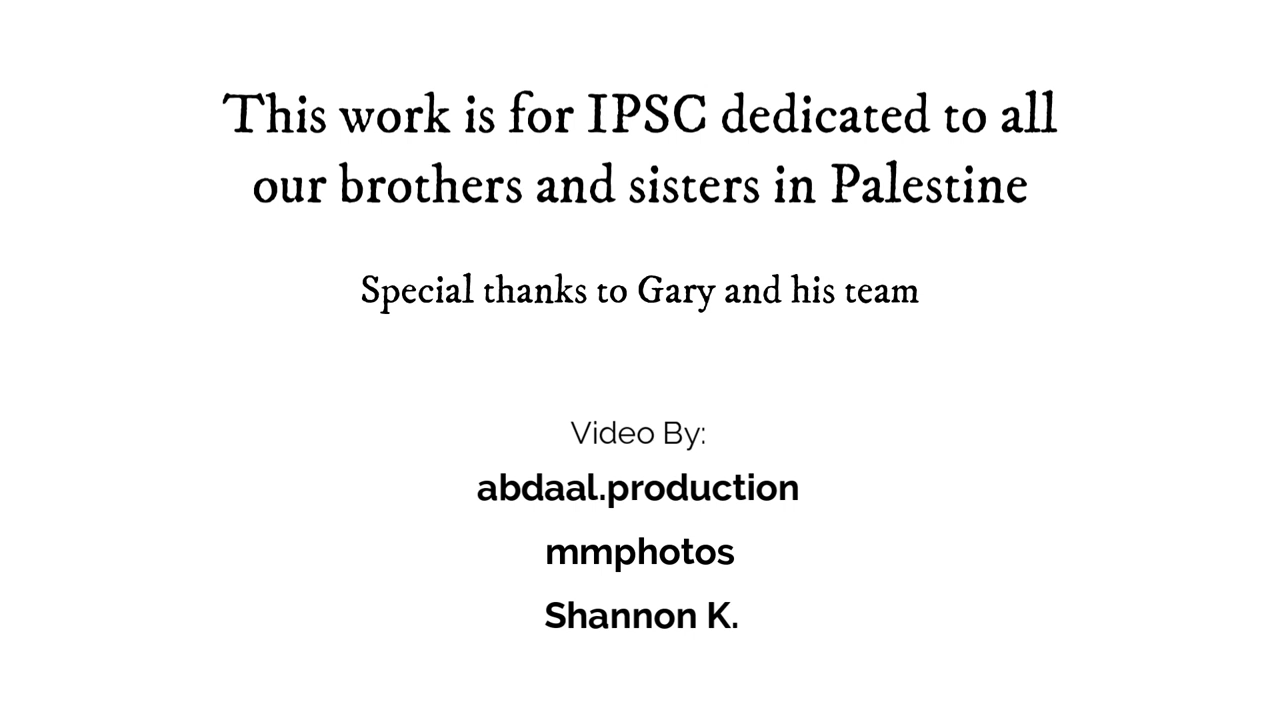 This work is for IPSC dedicated to all
our brothers and sisters in Palestine
Special thanks to Gary and his team
Video By:
abdaal.production
mmphotos
Shannon K.